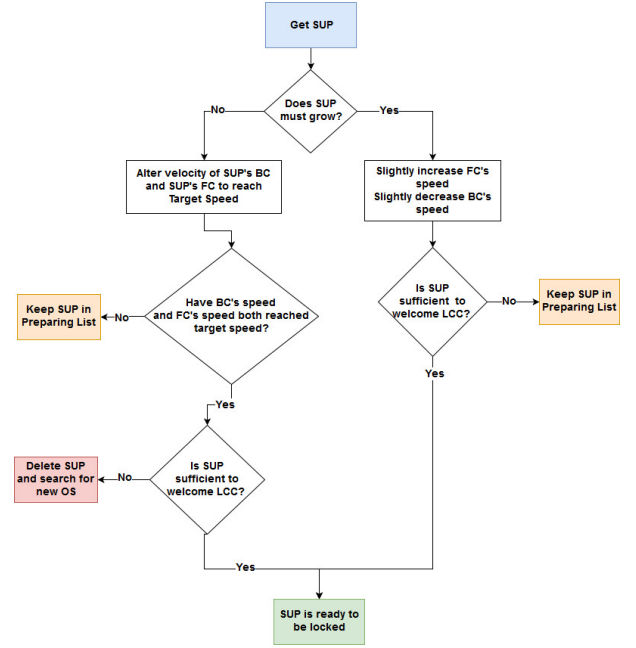 Get SUP
Does SUP
must grow?
No
Yes
Alter velocity of SUP's BC
and SUP's FC to reach
Target Speed
Slightly increase FC's
speed
Slightly decrease BC's
speed
Have BC's speed
and FC's speed both reached
target speed?
No
Keep SUP in
Preparing List
Is SUP
sufficient to
welcome LCC?
No
Keep SUP in
Preparing List
Yes
Yes
Is SUP
sufficient to
welcome LCC?
No
Delete SUP
and search for
new OS
Yes
SUP is ready to
be locked